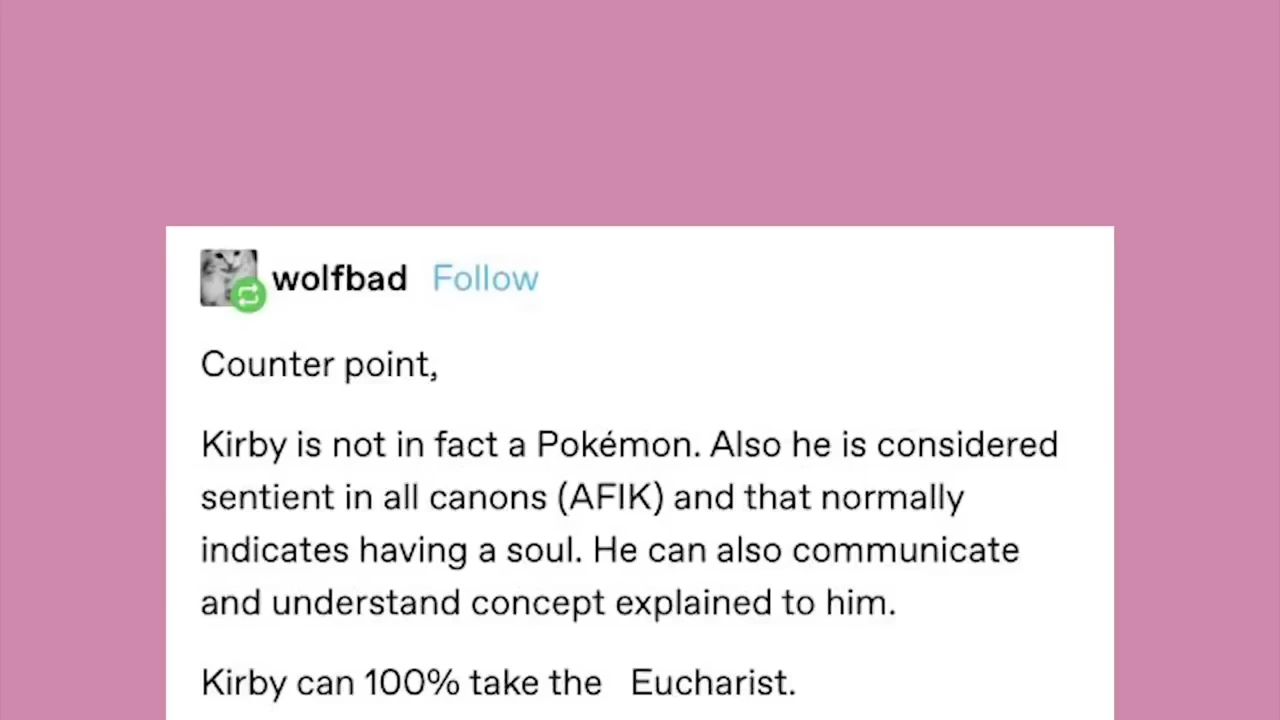 wolfbad Follow
Counter point,
Kirby is not in fact a Pokémon. Also he is considered
sentient in all canons (AFIK) and that normally
indicates having a soul. He can also communicate
and understand concept explained to him.
Kirby can 100% take the Eucharist.